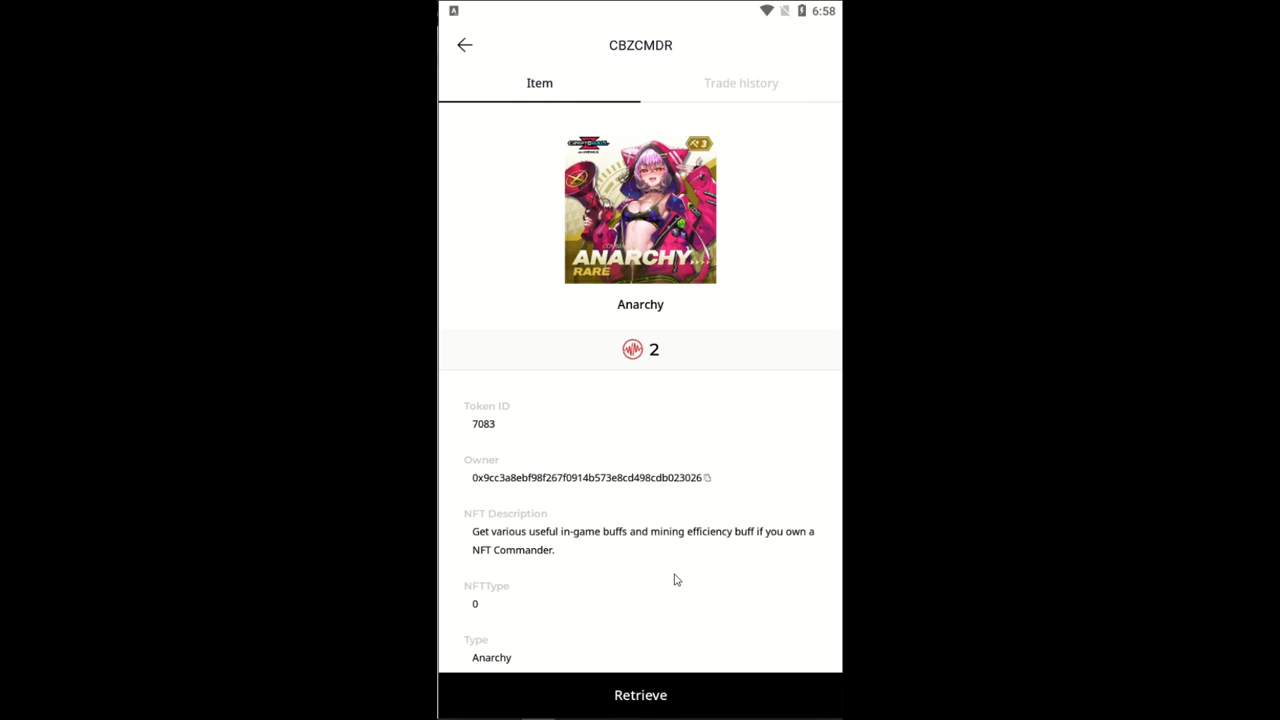 A
6:58
CBZCMDR
Item
Trade history
3
ANARCHY
RARE
Anarchy
2
Token ID
7083
Owner
0x9cc3a8ebf98f267f0914b573e8cd498cdb023026
NFT Description
Get various useful in-game buffs and mining efficiency buff if you own a
NFT Commander.
NFTType
0
Type
Anarchy
Retrieve